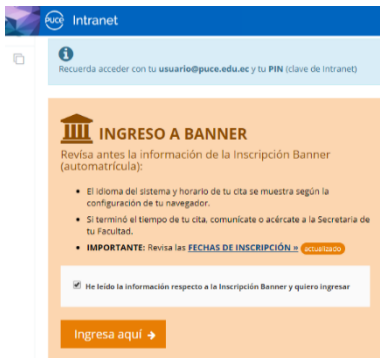 PUCE Intranet
Recuerda acceder con tu usuario@puce.edu.ec y tu PIN (clave de Intranet)
INGRESO A BANNER
Revisa antes la información de la Inscripción Banner
(automatrícula):
El idioma del sistema y horario de tu cita se muestra según la
configuración de tu navegador.
Si terminó el tiempo de tu cita, comunícate o acércate a la Secretaria de
tu Facultad.
IMPORTANTE: Revisa las FECHAS DE INSCRIPCIÓN » actualizado
He leído la información respecto a la Inscripción Banner y quiero ingresar
Ingresa aquí